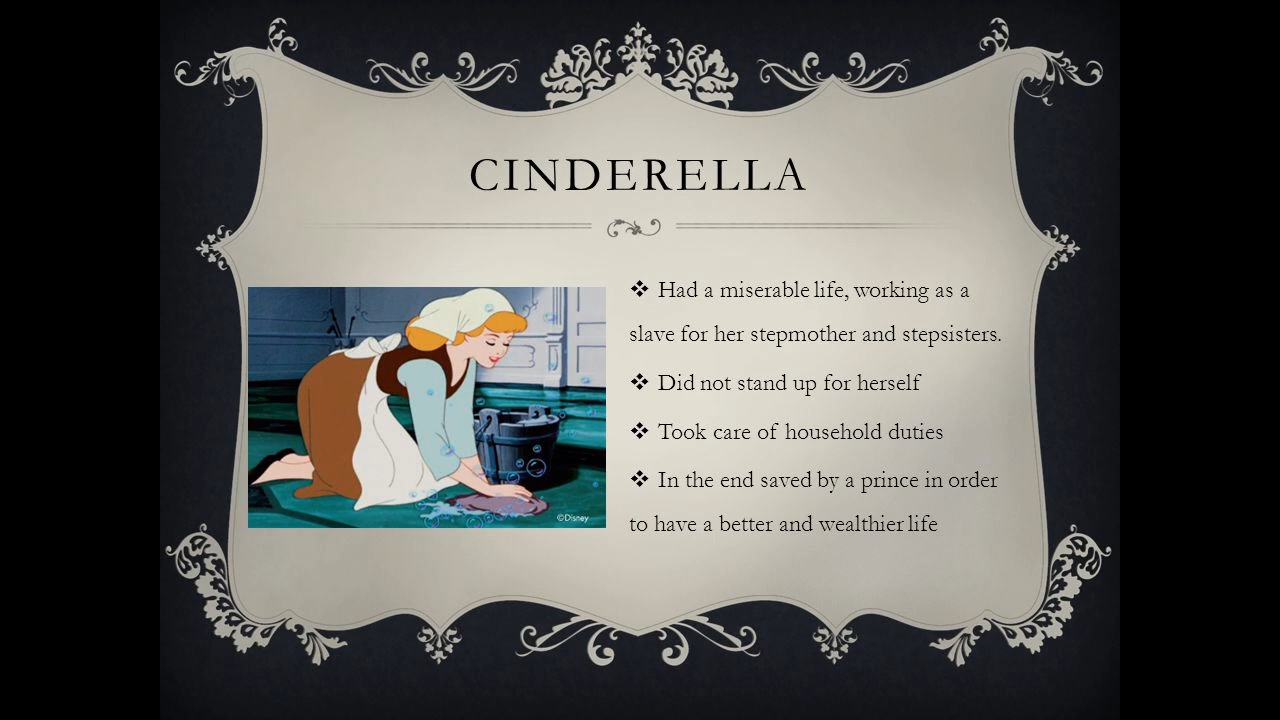 CINDERELLA
❖ Had a miserable life, working as a
slave for her stepmother and stepsisters.
❖ Did not stand up for herself
❖ Took care of household duties
❖ In the end saved by a prince in order
to have a better and wealthier life
©Disney